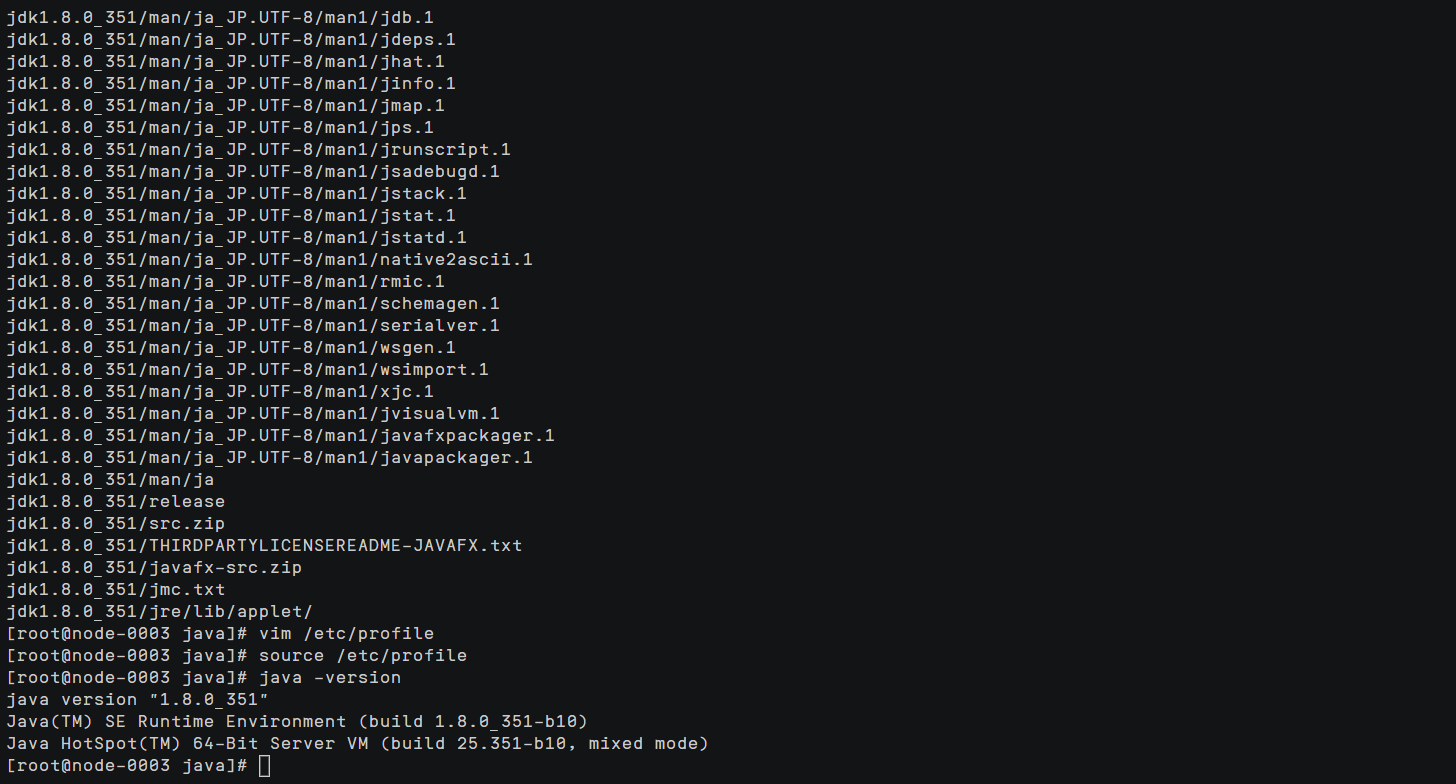 jdk1.8.0_351/man/ja_JP.UTF-8/man1/jdb.1
jdk1.8.0_351/man/ja_JP.UTF-8/man1/jdeps.1
jdk1.8.0_351/man/ja_JP.UTF-8/man1/jhat.1
jdk1.8.0_351/man/ja_JP.UTF-8/man1/jinfo.1
jdk1.8.0_351/man/ja_JP.UTF-8/man1/jmap.1
jdk1.8.0_351/man/ja_JP.UTF-8/man1/jps.1
jdk1.8.0_351/man/ja_JP.UTF-8/man1/jrunscript.1
jdk1.8.0_351/man/ja_JP.UTF-8/man1/jsadebugd.1
jdk1.8.0_351/man/ja_JP.UTF-8/man1/jstack.1
jdk1.8.0_351/man/ja_JP.UTF-8/man1/jstat.1
jdk1.8.0_351/man/ja_JP.UTF-8/man1/jstatd.1
jdk1.8.0_351/man/ja_JP.UTF-8/man1/native2ascii.1
jdk1.8.0_351/man/ja_JP.UTF-8/man1/rmic.1
jdk1.8.0_351/man/ja_JP.UTF-8/man1/schemagen.1
jdk1.8.0_351/man/ja_JP.UTF-8/man1/serialver.1
jdk1.8.0_351/man/ja_JP.UTF-8/man1/wsgen.1
jdk1.8.0_351/man/ja_JP.UTF-8/man1/wsimport.1
jdk1.8.0_351/man/ja_JP.UTF-8/man1/xjc.1
jdk1.8.0_351/man/ja_JP.UTF-8/man1/jvisualvm.1
jdk1.8.0_351/man/ja_JP.UTF-8/man1/javafxpackager.1
jdk1.8.0_351/man/ja_JP.UTF-8/man1/javapackager.1
jdk1.8.0_351/man/ja
jdk1.8.0_351/release
jdk1.8.0_351/src.zip
jdk1.8.0_351/THIRDPARTYLICENSEREADME-JAVAFX.txt
jdk1.8.0_351/javafx-src.zip
jdk1.8.0_351/jmc.txt
jdk1.8.0_351/jre/lib/applet/
[root@node-0003 java]# vim /etc/profile
[root@node-0003 java]# source /etc/profile
[root@node-0003 java]# java -version
java version "1.8.0_351"
Java(TM) SE Runtime Environment (build 1.8.0_351-b10)
Java HotSpot(TM) 64-Bit Server VM (build 25.351-b10, mixed mode)
[root@node-0003 java]#